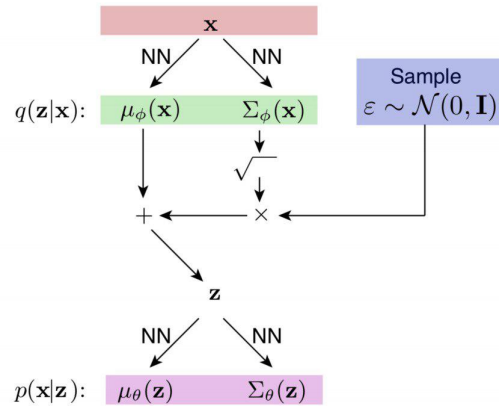 x
NN NN
Sample
q(z|x): μ_φ(x) Σ_φ(x) ε ∼ 𝒩(0, I)
√
+ ×
z
NN NN
p(x|z): μ_θ(z) Σ_θ(z)